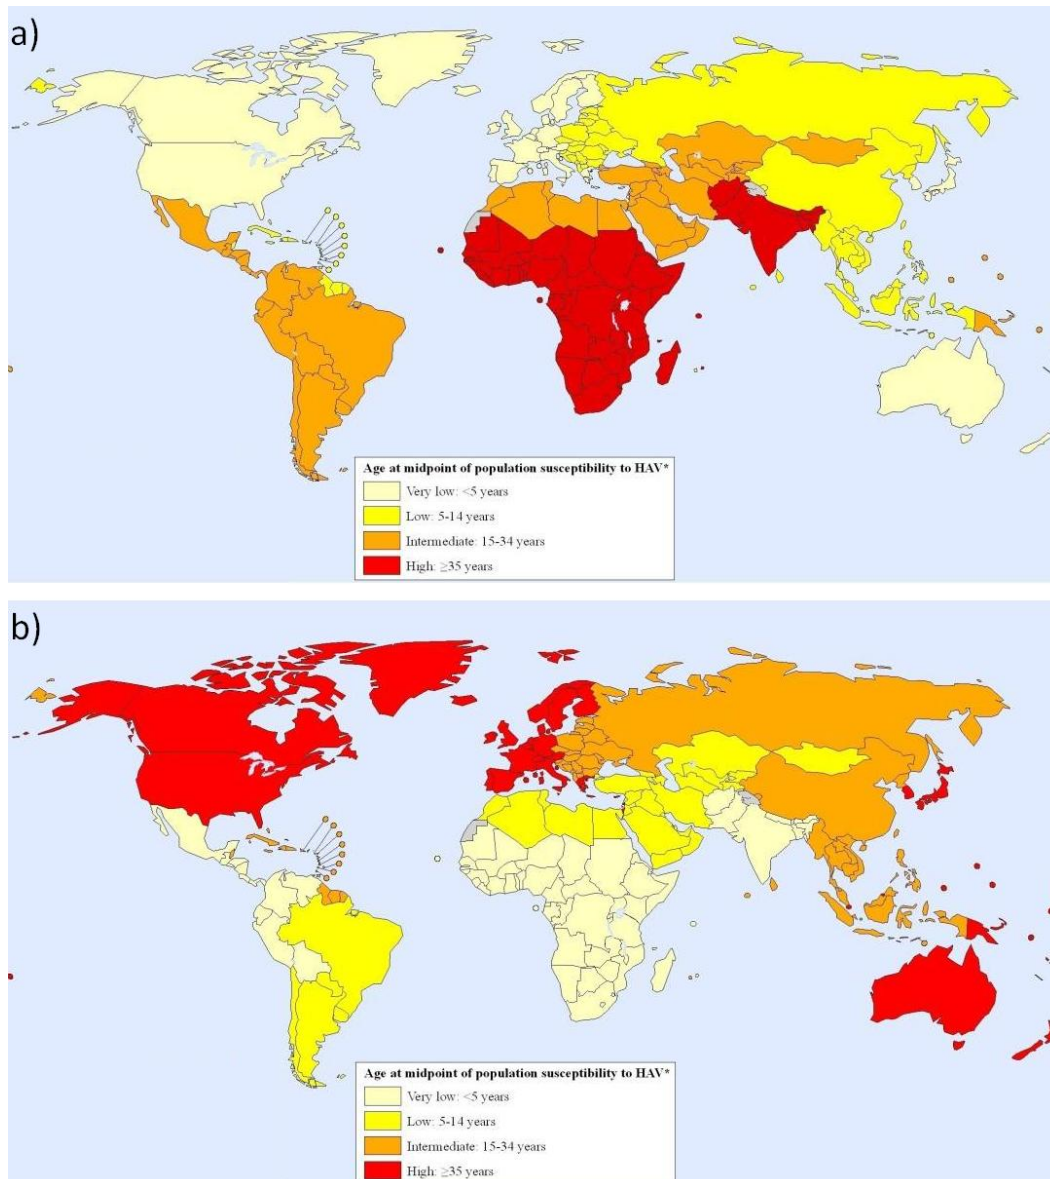 a)
Age at midpoint of population susceptibility to HAV*
Very low: <5 years
Low: 5-14 years
Intermediate: 15-34 years
High: ≥35 years
b)
Age at midpoint of population susceptibility to HAV*
Very low: <5 years
Low: 5-14 years
Intermediate: 15-34 years
High: ≥35 years